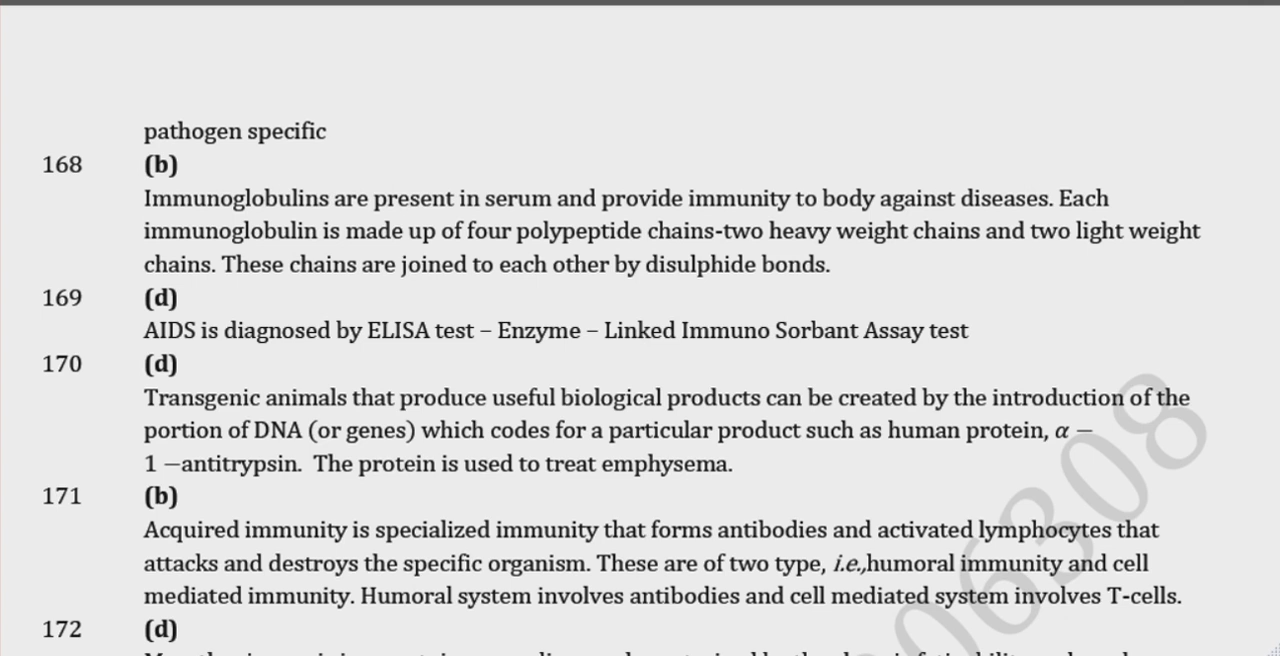 pathogen specific
168 (b)
Immunoglobulins are present in serum and provide immunity to body against diseases. Each
immunoglobulin is made up of four polypeptide chains-two heavy weight chains and two light weight
chains. These chains are joined to each other by disulphide bonds.
169 (d)
AIDS is diagnosed by ELISA test – Enzyme – Linked Immuno Sorbant Assay test
170 (d)
Transgenic animals that produce useful biological products can be created by the introduction of the
portion of DNA (or genes) which codes for a particular product such as human protein, α −
1 −antitrypsin. The protein is used to treat emphysema.
171 (b)
Acquired immunity is specialized immunity that forms antibodies and activated lymphocytes that
attacks and destroys the specific organism. These are of two type, i.e.,humoral immunity and cell
mediated immunity. Humoral system involves antibodies and cell mediated system involves T-cells.
172 (d)
06308